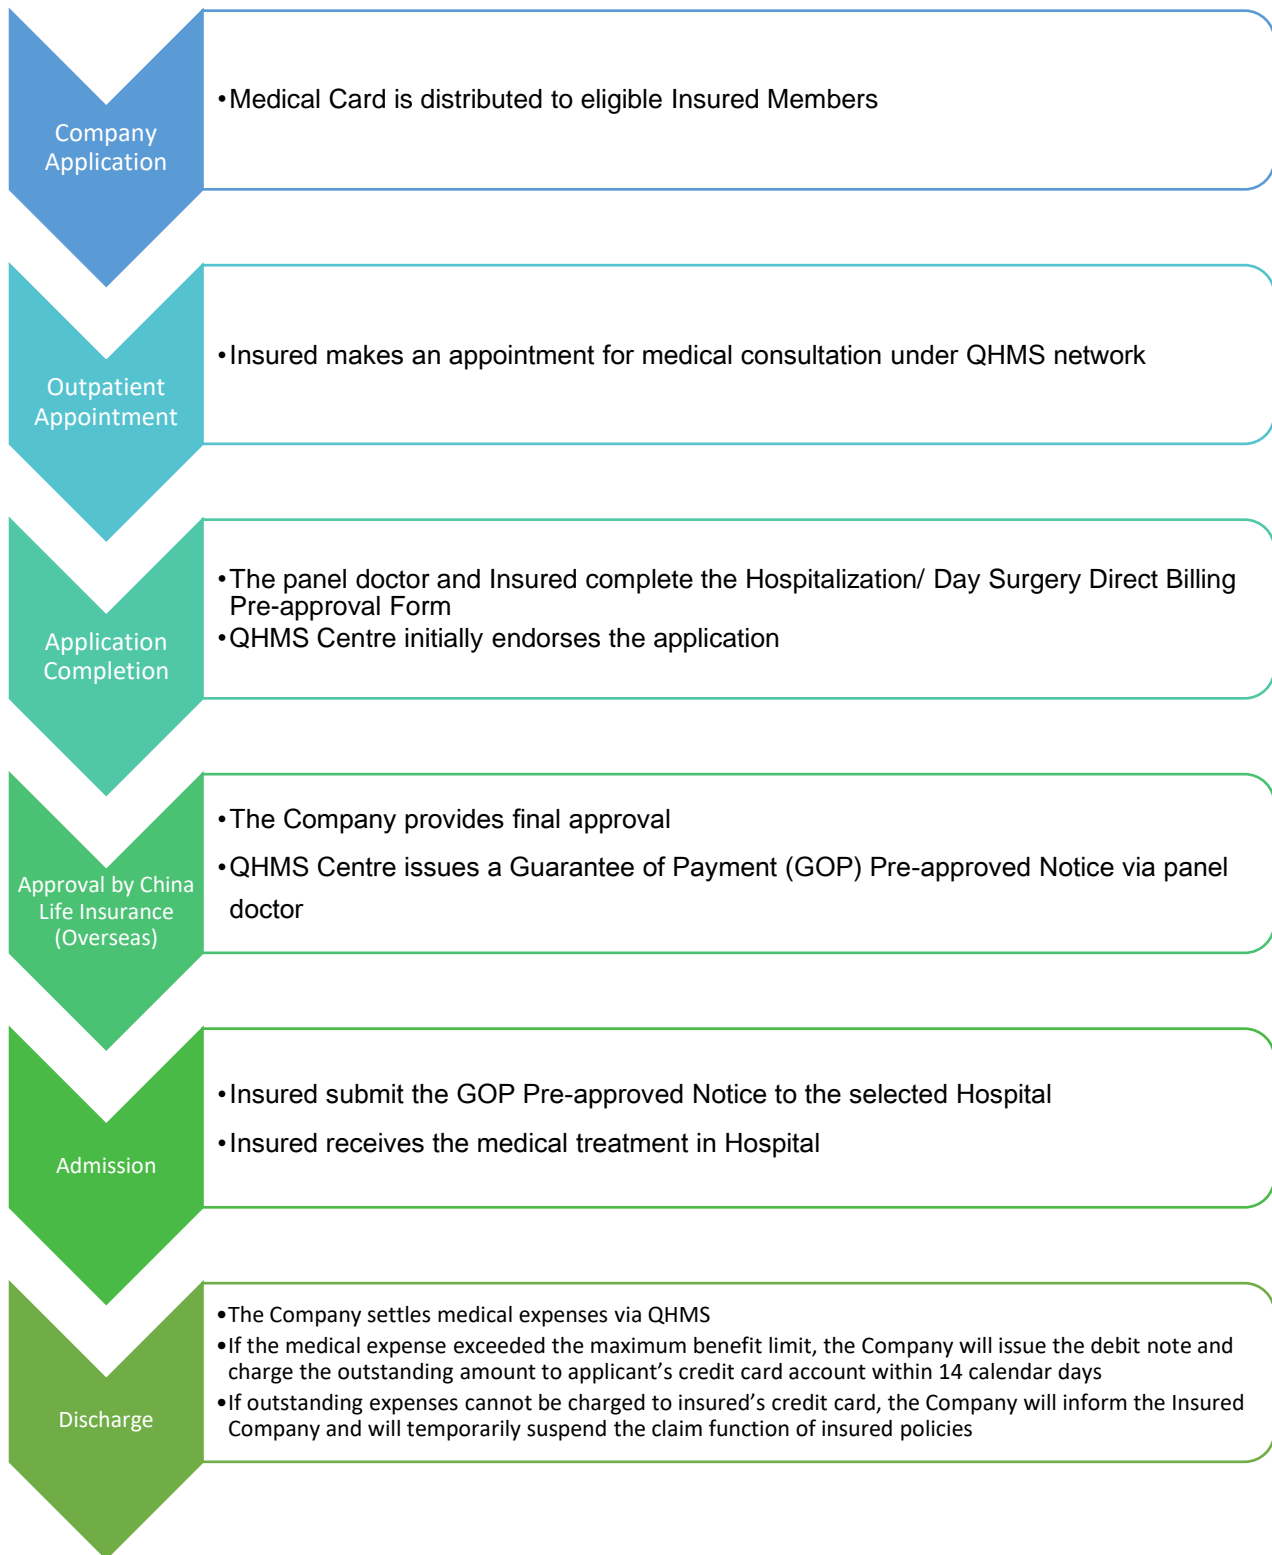 Company
Application
•Medical Card is distributed to eligible Insured Members
Outpatient
Appointment
•Insured makes an appointment for medical consultation under QHMS network
Application
Completion
•The panel doctor and Insured complete the Hospitalization/ Day Surgery Direct Billing
Pre-approval Form
•QHMS Centre initially endorses the application
Approval by China
Life Insurance
(Overseas)
•The Company provides final approval
•QHMS Centre issues a Guarantee of Payment (GOP) Pre-approved Notice via panel
doctor
Admission
•Insured submit the GOP Pre-approved Notice to the selected Hospital
•Insured receives the medical treatment in Hospital
Discharge
•The Company settles medical expenses via QHMS
•If the medical expense exceeded the maximum benefit limit, the Company will issue the debit note and
charge the outstanding amount to applicant’s credit card account within 14 calendar days
•If outstanding expenses cannot be charged to insured’s credit card, the Company will inform the Insured
Company and will temporarily suspend the claim function of insured policies